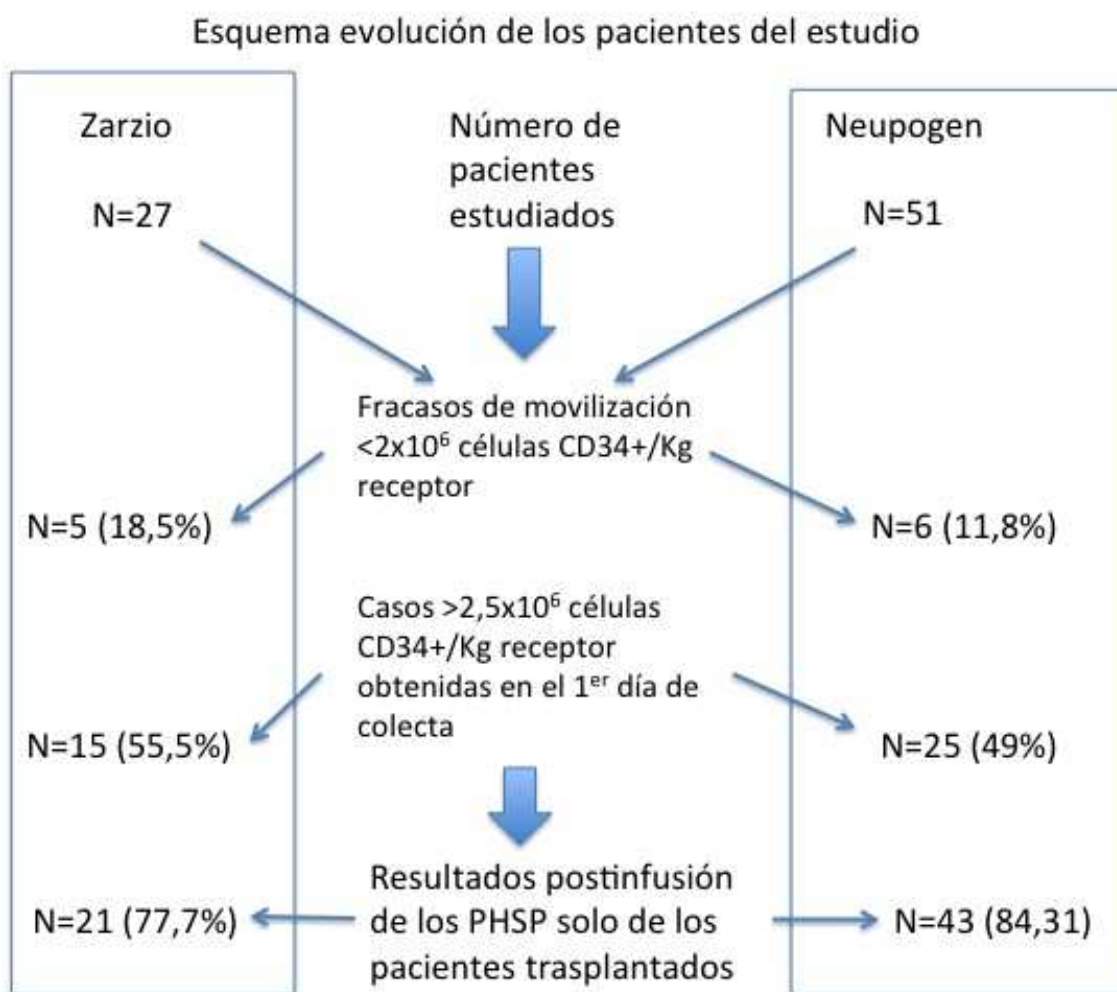 Esquema evolución de los pacientes del estudio
Zarzio
Número de
pacientes
estudiados
Neupogen
N=27
N=51
Fracasos de movilización
<2x10⁶ células CD34+/Kg
receptor
N=5 (18,5%)
N=6 (11,8%)
Casos >2,5x10⁶ células
CD34+/Kg receptor
obtenidas en el 1ᵉʳ día de
colecta
N=15 (55,5%)
N=25 (49%)
Resultados postinfusión
de los PHSP solo de los
pacientes trasplantados
N=21 (77,7%)
N=43 (84,31)